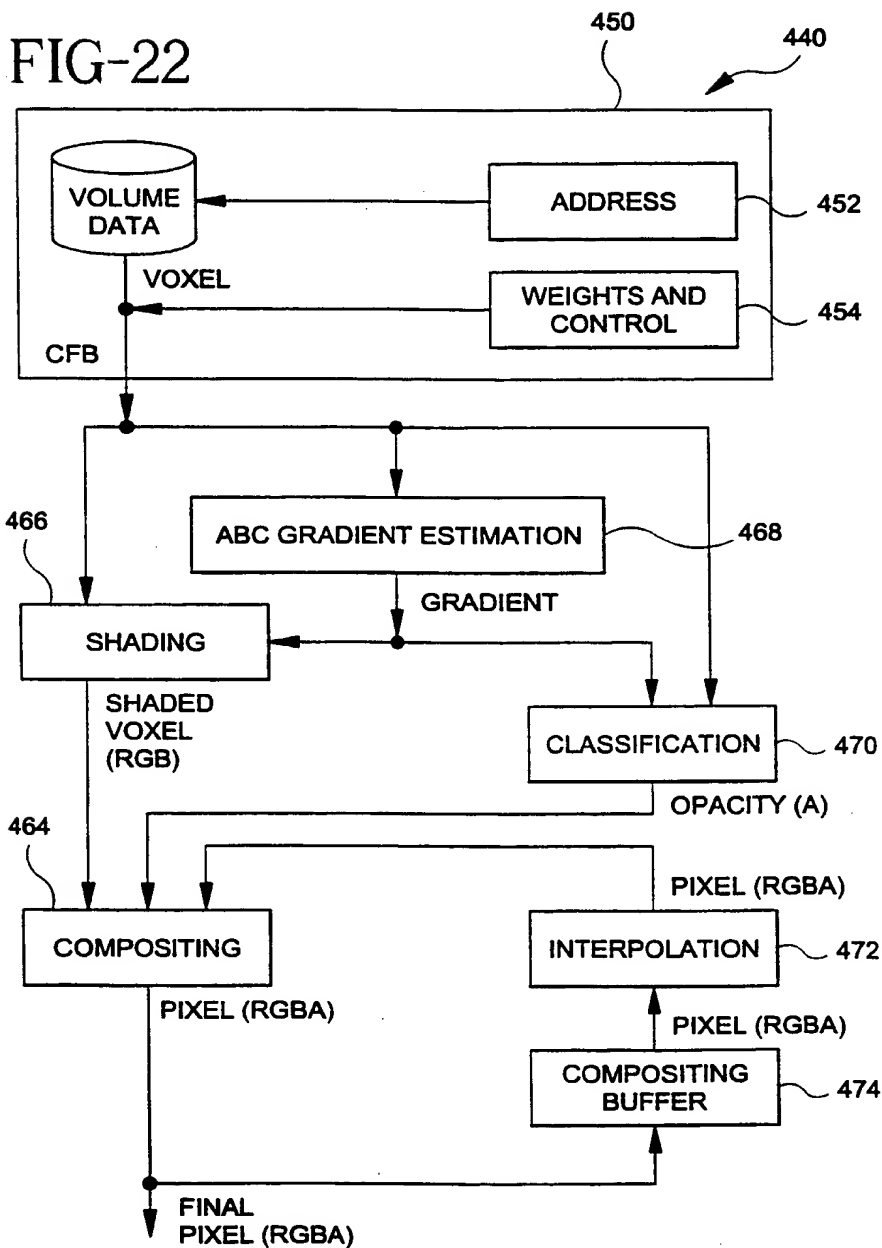 FIG-22
450
440
VOLUME
DATA
ADDRESS
452
VOXEL
WEIGHTS AND
CONTROL
454
CFB
466
ABC GRADIENT ESTIMATION
468
GRADIENT
SHADING
SHADED
VOXEL
(RGB)
CLASSIFICATION
470
OPACITY (A)
464
PIXEL (RGBA)
COMPOSITING
INTERPOLATION
472
PIXEL (RGBA)
PIXEL (RGBA)
COMPOSITING
BUFFER
474
FINAL
PIXEL (RGBA)